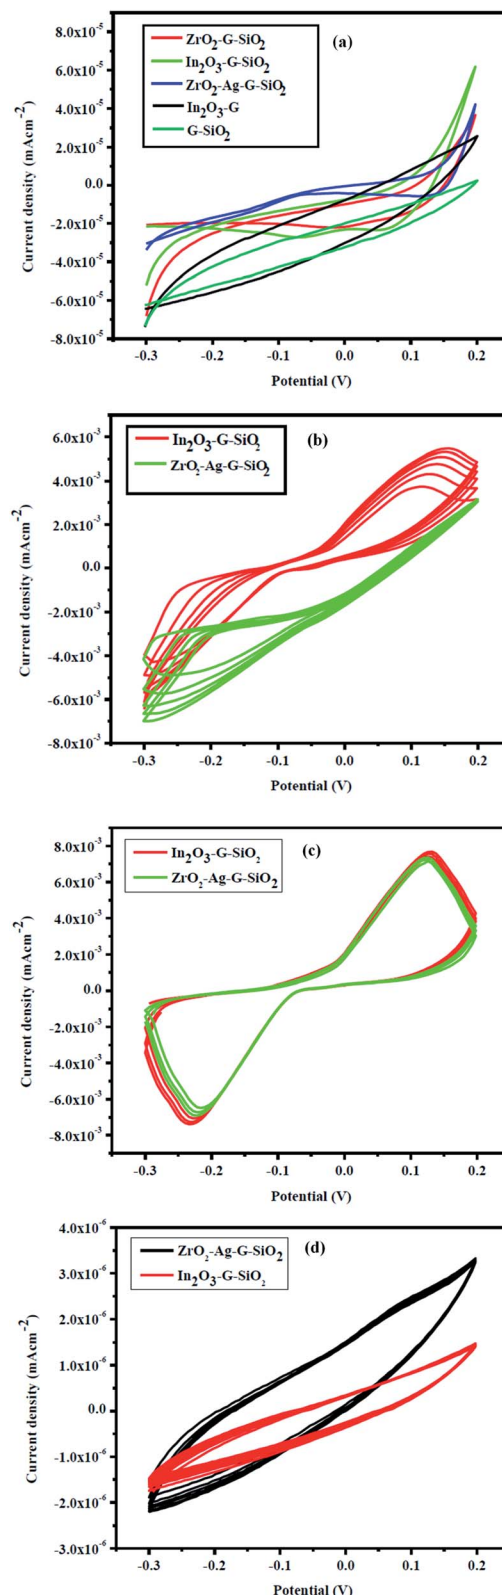 8.0x10⁻⁵
6.0x10⁻⁵
4.0x10⁻⁵
2.0x10⁻⁵
0.0
-2.0x10⁻⁵
-4.0x10⁻⁵
-6.0x10⁻⁵
-8.0x10⁻⁵
Current density (mAcm⁻²)
ZrO₂-G-SiO₂
In₂O₃-G-SiO₂
ZrO₂-Ag-G-SiO₂
In₂O₃-G
G-SiO₂
(a)
-0.3 -0.2 -0.1 0.0 0.1 0.2
Potential (V)
6.0x10⁻³
4.0x10⁻³
2.0x10⁻³
0.0
-2.0x10⁻³
-4.0x10⁻³
-6.0x10⁻³
-8.0x10⁻³
Current density (mAcm⁻²)
In₂O₃-G-SiO₂
ZrO₂-Ag-G-SiO₂
(b)
-0.3 -0.2 -0.1 0.0 0.1 0.2
Potential (V)
8.0x10⁻³
6.0x10⁻³
4.0x10⁻³
2.0x10⁻³
0.0
-2.0x10⁻³
-4.0x10⁻³
-6.0x10⁻³
-8.0x10⁻³
Current density (mAcm⁻²)
In₂O₃-G-SiO₂
ZrO₂-Ag-G-SiO₂
(c)
-0.3 -0.2 -0.1 0.0 0.1 0.2
Potential (V)
4.0x10⁻⁶
3.0x10⁻⁶
2.0x10⁻⁶
1.0x10⁻⁶
0.0
-1.0x10⁻⁶
-2.0x10⁻⁶
-3.0x10⁻⁶
Current density (mAcm⁻²)
ZrO₂-Ag-G-SiO₂
In₂O₃-G-SiO₂
(d)
-0.3 -0.2 -0.1 0.0 0.1 0.2
Potential (V)